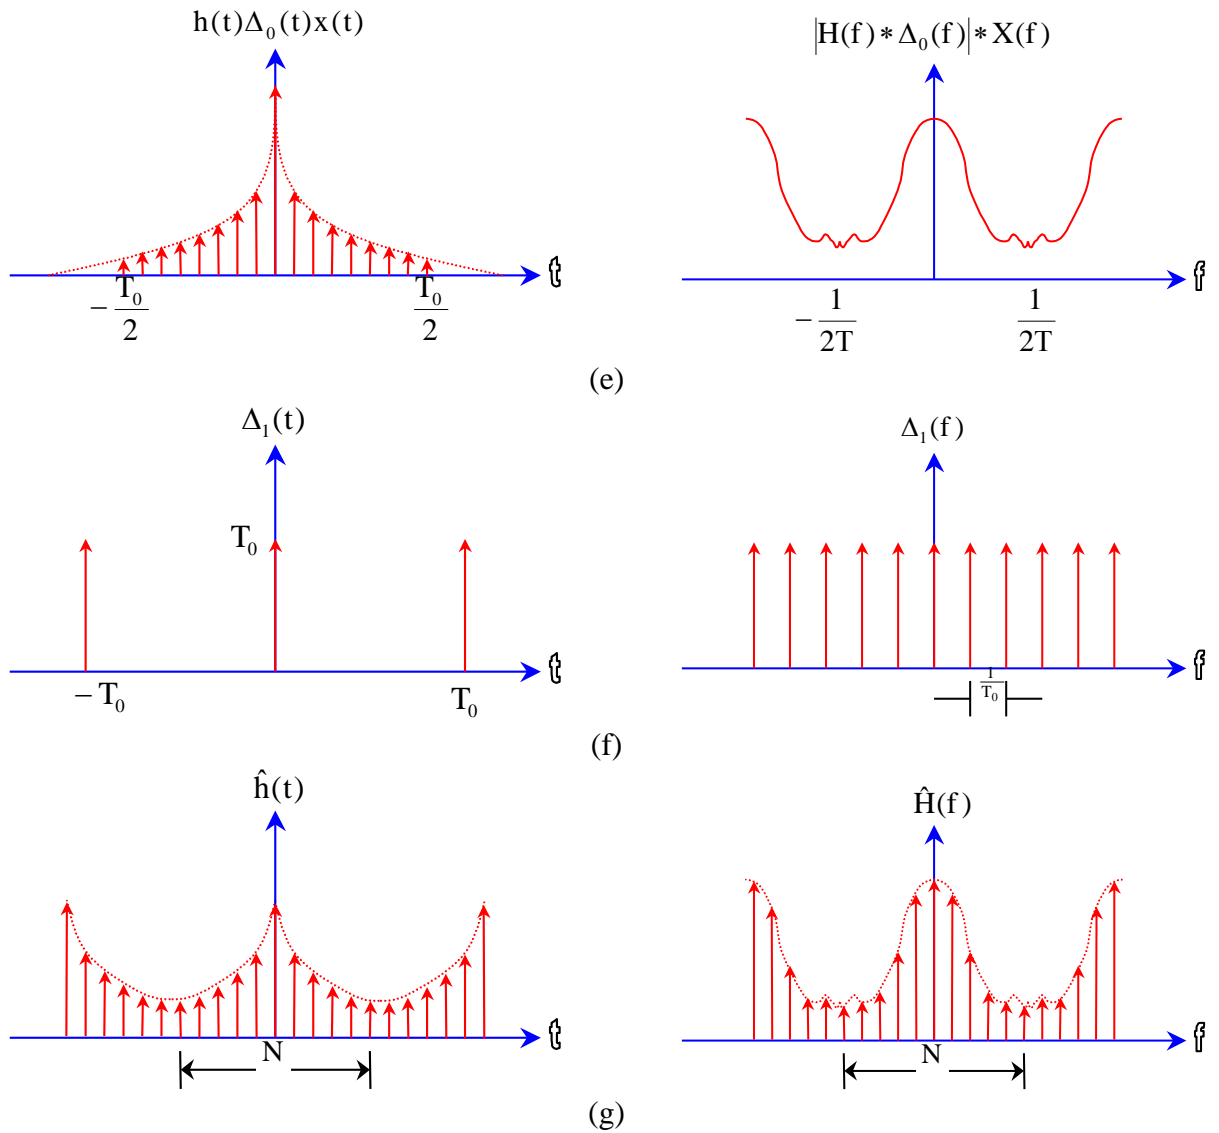 h(t)Δ₀(t)x(t)
|H(f)∗Δ₀(f)|∗X(f)
t
f
−T₀/2
T₀/2
−1/2T
1/2T
(e)
Δ₁(t)
Δ₁(f)
T₀
t
f
−T₀
T₀
1/T₀
(f)
ĥ(t)
Ĥ(f)
t
f
N
N
(g)